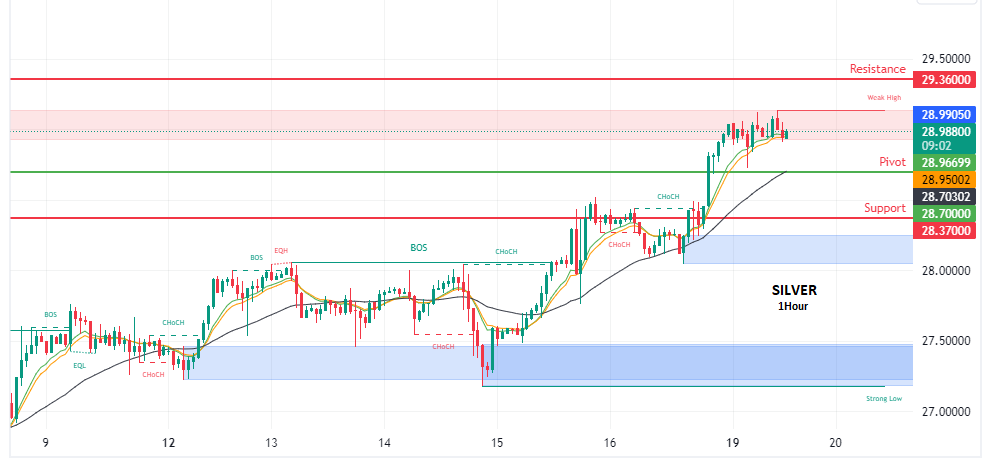 29.50000
Resistance
29.36000
Weak High
28.99050
28.98800
09:02
Pivot
28.96699
28.95002
28.70302
CHoCH
Support
28.70000
28.37000
BOS
EQH
BOS
CHoCH
CHoCH
28.00000
SILVER
1Hour
BOS
CHoCH
CHoCH
27.50000
EQL
CHoCH
Strong Low
27.00000
9
12
13
14
15
16
19
20